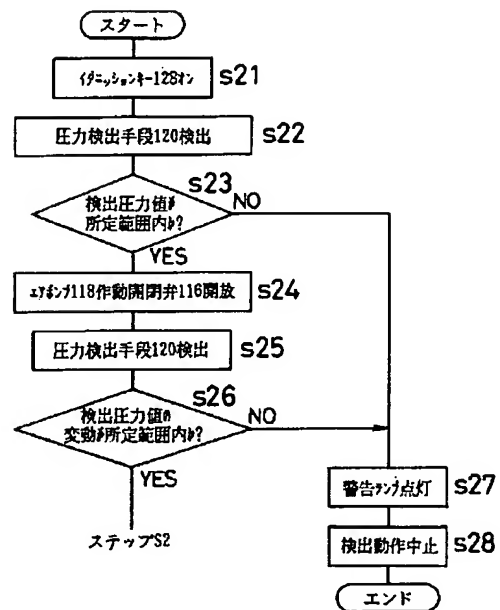 スタート
イグニッションキー128オン
S21
圧力検出手段120検出
S22
S23
検出圧力値が
所定範囲内か?
NO
YES
エアポンプ118作動開閉弁116開放
S24
圧力検出手段120検出
S25
S26
検出圧力値の
変動が所定範囲内か?
NO
YES
ステップS2
警告ランプ点灯
S27
検出動作中止
S28
エンド